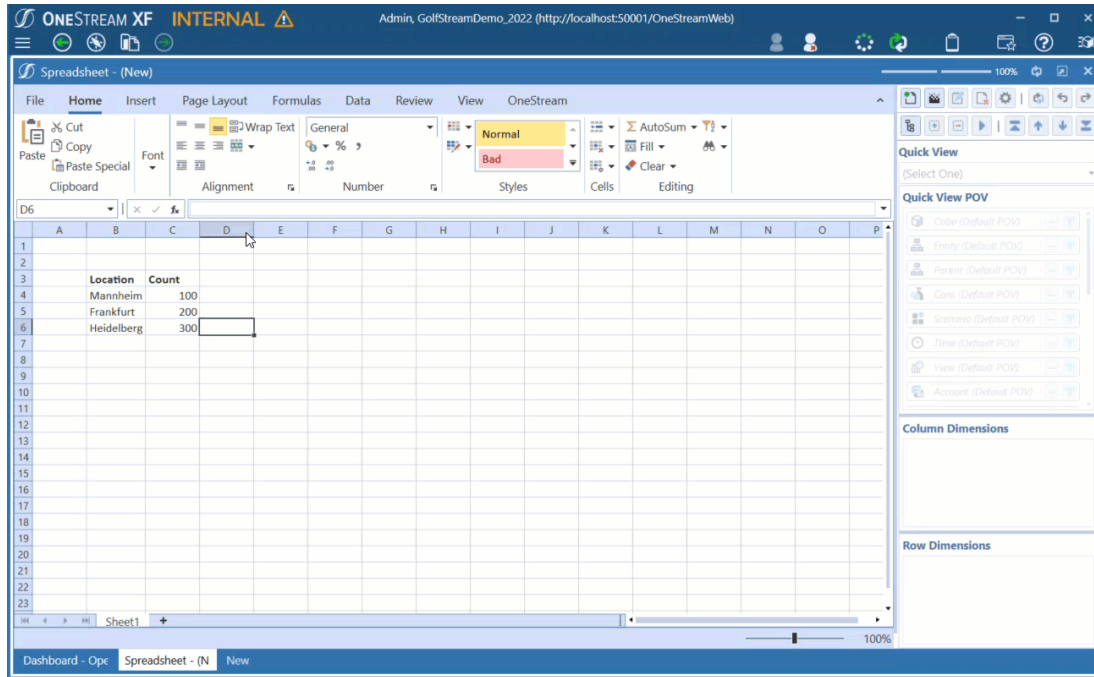 ONESTREAM XF INTERNAL Admin, GolfStreamDemo_2022 (http://localhost:50001/OneStreamWeb)
Spreadsheet - (New) 100%
File Home Insert Page Layout Formulas Data Review View OneStream
Paste Cut Copy Paste Special Font Wrap Text General Normal Bad AutoSum Fill Clear
Clipboard Alignment Number Styles Cells Editing
D6 fx
A B C D E F G H I J K L M N O P
1
2
3 Location Count
4 Mannheim 100
5 Frankfurt 200
6 Heidelberg 300
7
8
9
10
11
12
13
14
15
16
17
18
19
20
21
22
23
Sheet1 +
100%
Quick View
(Select One)
Quick View POV
Cube (Default POV)
Entity (Default POV)
Parent (Default POV)
Cons (Default POV)
Scenario (Default POV)
Time (Default POV)
View (Default POV)
Account (Default POV)
Column Dimensions
Row Dimensions
Dashboard - Ope Spreadsheet - (N New